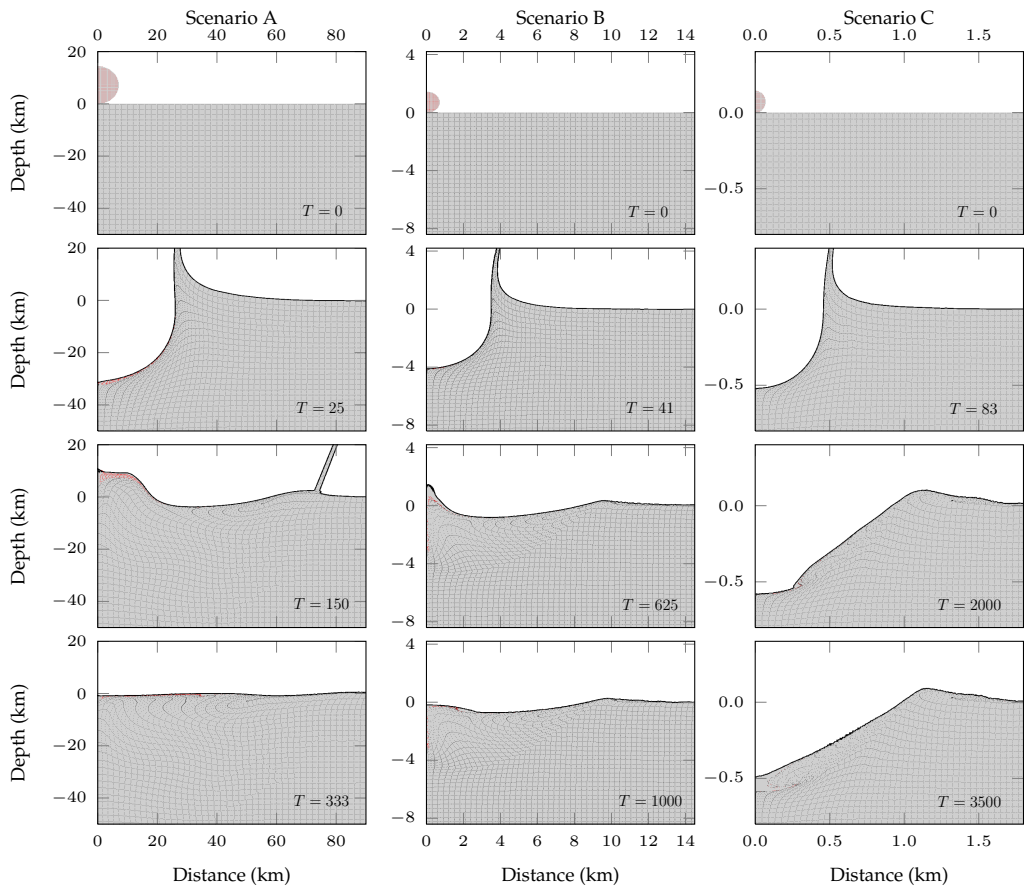 Scenario A Scenario B Scenario C
0 20 40 60 80 0 2 4 6 8 10 12 14 0.0 0.5 1.0 1.5
20 4
0 0 0.0
−20 −4 −0.5
−40 −8
Depth (km)
T = 0 T = 0 T = 0
20 4
0 0 0.0
−20 −4 −0.5
−40 −8
Depth (km)
T = 25 T = 41 T = 83
20 4
0 0 0.0
−20 −4 −0.5
−40 −8
Depth (km)
T = 150 T = 625 T = 2000
20 4
0 0 0.0
−20 −4 −0.5
−40 −8
Depth (km)
T = 333 T = 1000 T = 3500
0 20 40 60 80 0 2 4 6 8 10 12 14 0.0 0.5 1.0 1.5
Distance (km) Distance (km) Distance (km)